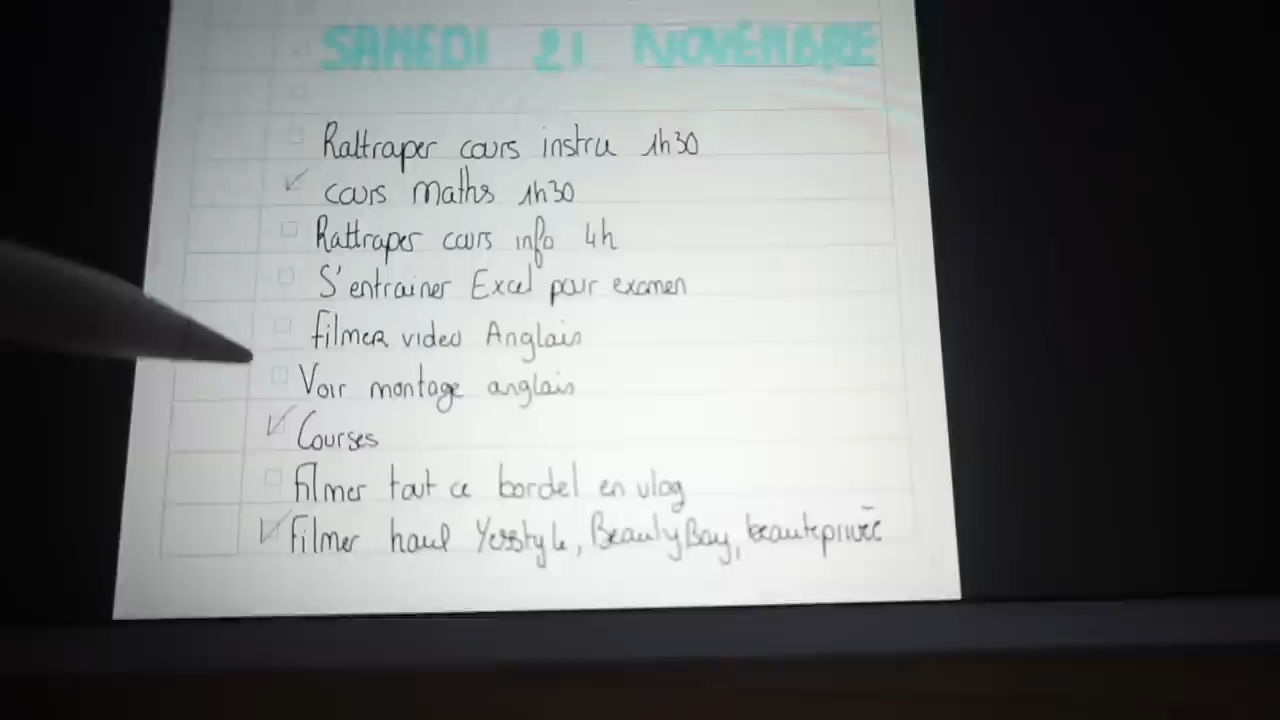 SAMEDI 21 NOVEMBRE
Rattraper cours instru 1h30
cours maths 1h30
Rattraper cours info 4h
S'entrainer Excel pour examen
filmer video Anglais
Voir montage anglais
Courses
filmer tout ce bordel en vlog
filmer haul Yesstyle, BeautyBay, beauteprivée